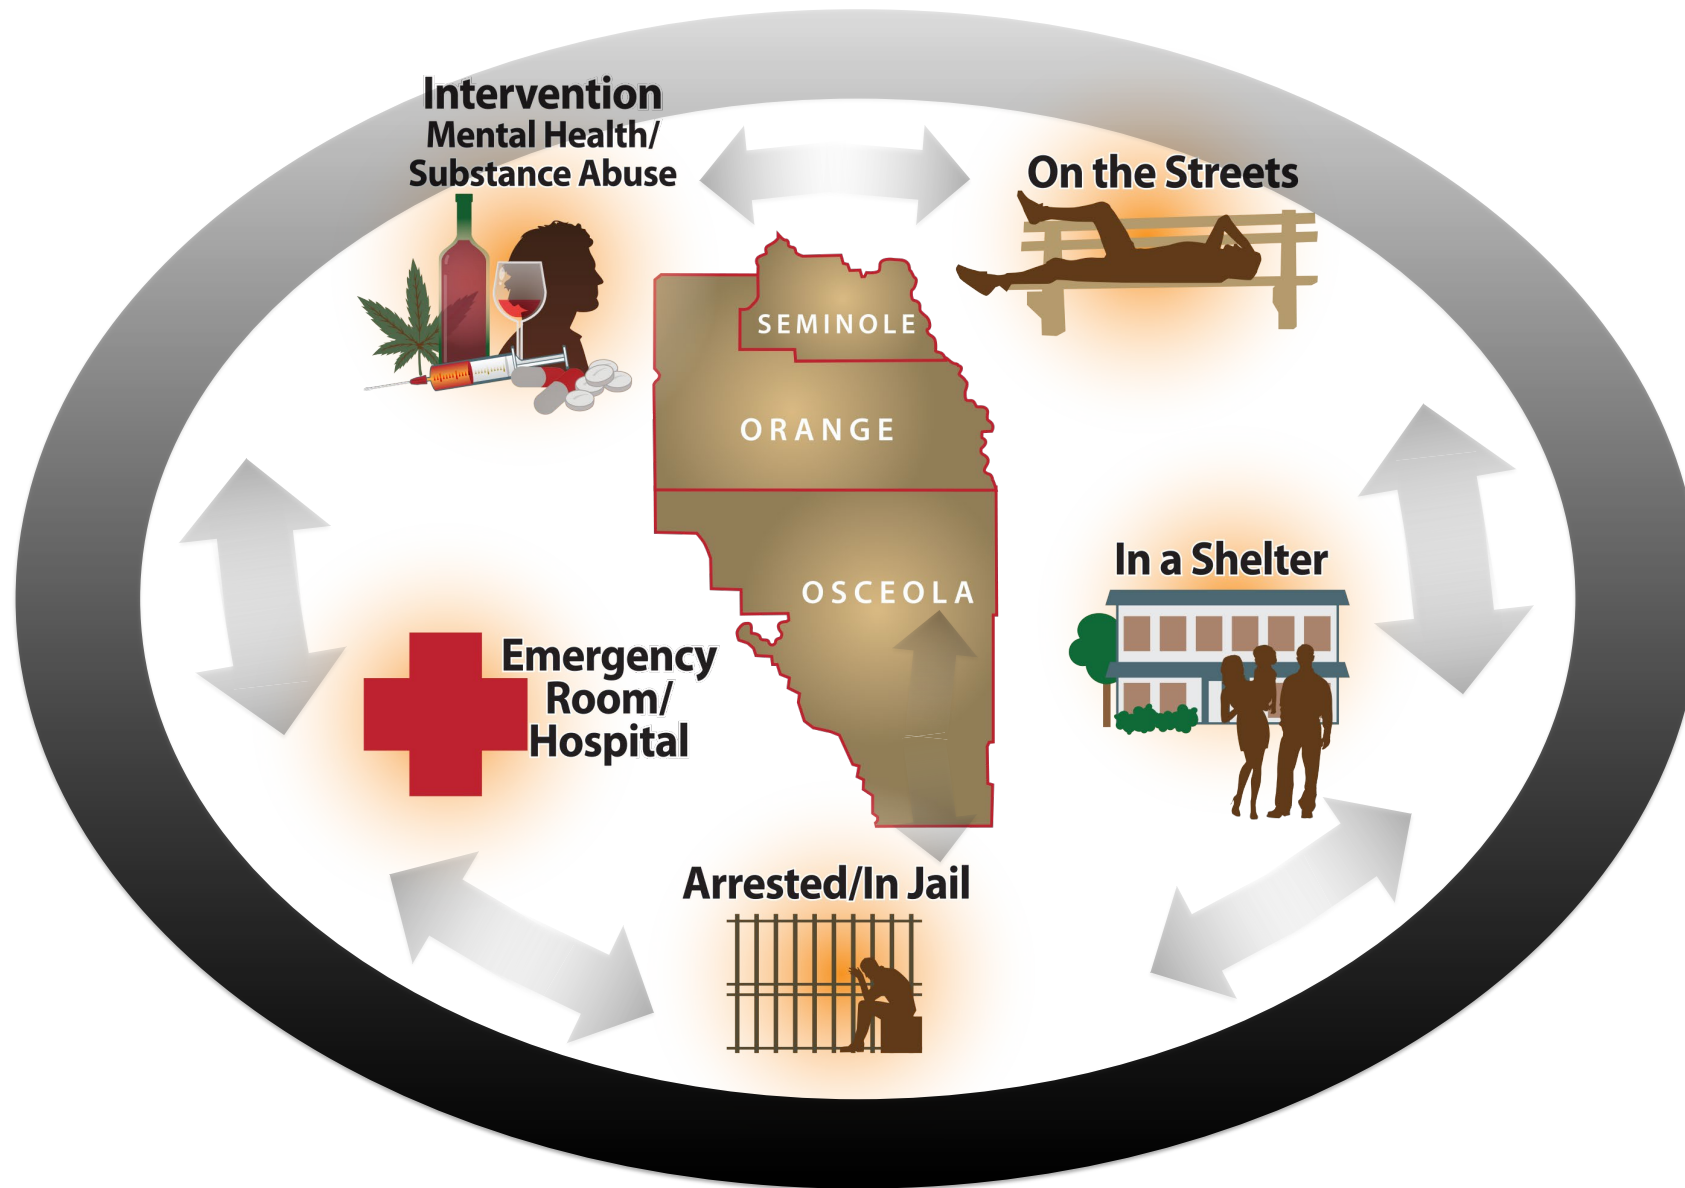 Intervention
Mental Health/
Substance Abuse
On the Streets
SEMINOLE
ORANGE
OSCEOLA
In a Shelter
Emergency
Room/
Hospital
Arrested/In Jail